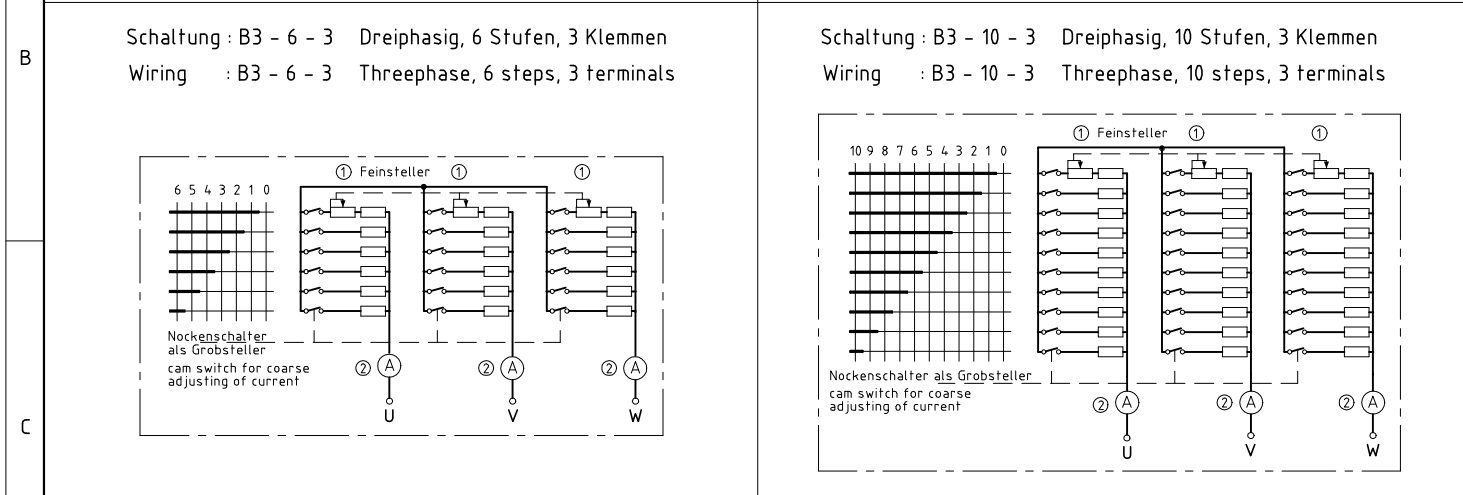 B
C
Schaltung : B3 - 6 - 3 Dreiphasig, 6 Stufen, 3 Klemmen
Wiring : B3 - 6 - 3 Threephase, 6 steps, 3 terminals
① Feinsteller ① ①
6 5 4 3 2 1 0
Nockenschalter
als Grobsteller
cam switch for coarse
adjusting of current
② A ② A ② A
U V W
Schaltung : B3 - 10 - 3 Dreiphasig, 10 Stufen, 3 Klemmen
Wiring : B3 - 10 - 3 Threephase, 10 steps, 3 terminals
① Feinsteller ① ①
10 9 8 7 6 5 4 3 2 1 0
Nockenschalter als Grobsteller
cam switch for coarse
adjusting of current
② A ② A ② A
U V W